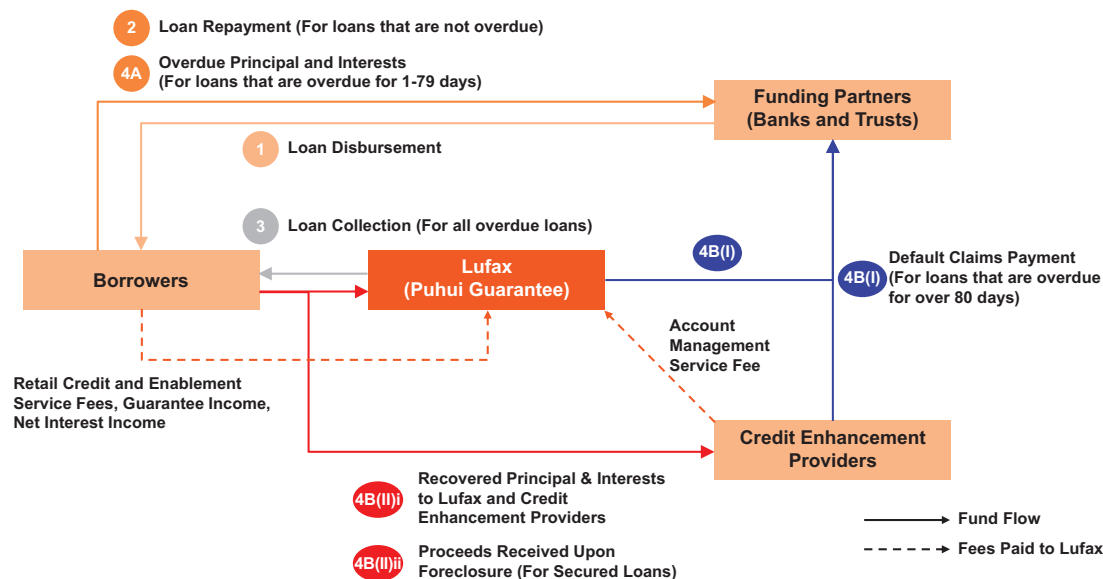 2
Loan Repayment (For loans that are not overdue)
4A
Overdue Principal and Interests
(For loans that are overdue for 1-79 days)
Funding Partners
(Banks and Trusts)
1
Loan Disbursement
3
Loan Collection (For all overdue loans)
Borrowers
Lufax
(Puhui Guarantee)
4B(I)
4B(I)
Default Claims Payment
(For loans that are overdue
for over 80 days)
Account
Management
Service Fee
Retail Credit and Enablement
Service Fees, Guarantee Income,
Net Interest Income
Credit Enhancement
Providers
4B(II)i
Recovered Principal & Interests
to Lufax and Credit
Enhancement Providers
4B(II)ii
Proceeds Received Upon
Foreclosure (For Secured Loans)
Fund Flow
Fees Paid to Lufax